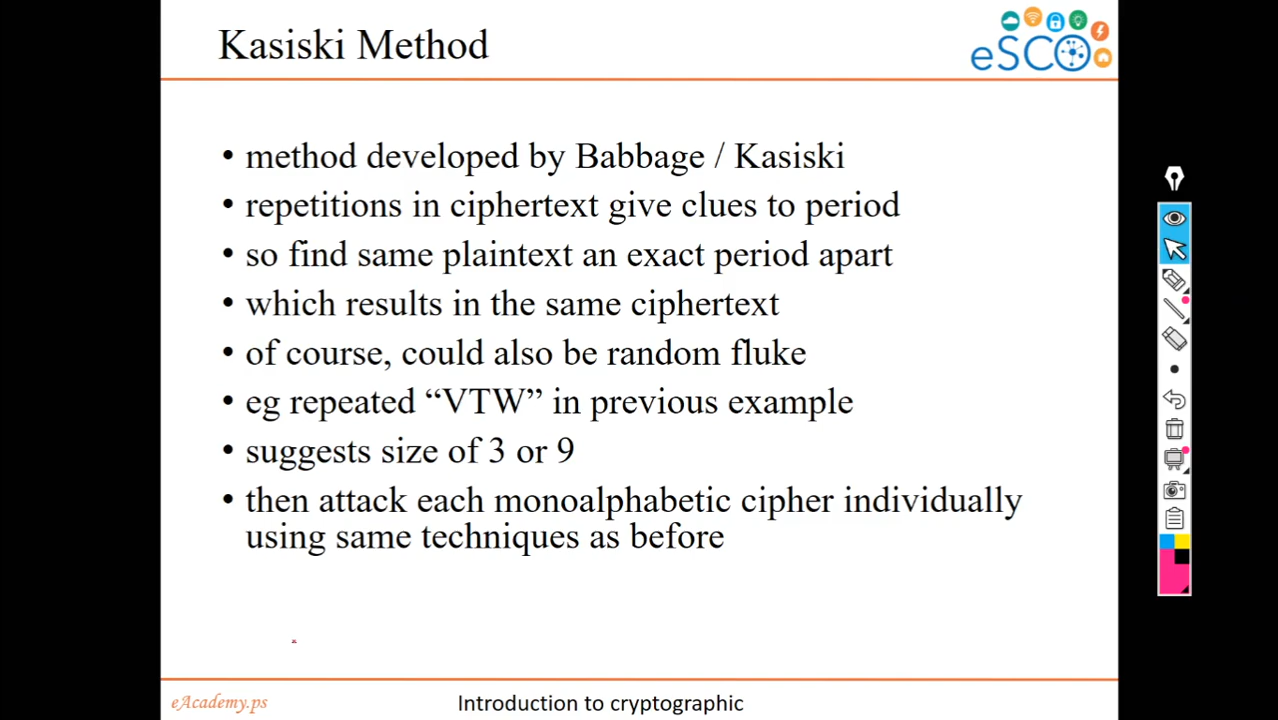 Kasiski Method
eSCO
• method developed by Babbage / Kasiski
• repetitions in ciphertext give clues to period
• so find same plaintext an exact period apart
• which results in the same ciphertext
• of course, could also be random fluke
• eg repeated “VTW” in previous example
• suggests size of 3 or 9
• then attack each monoalphabetic cipher individually
using same techniques as before
eAcademy.ps
Introduction to cryptographic